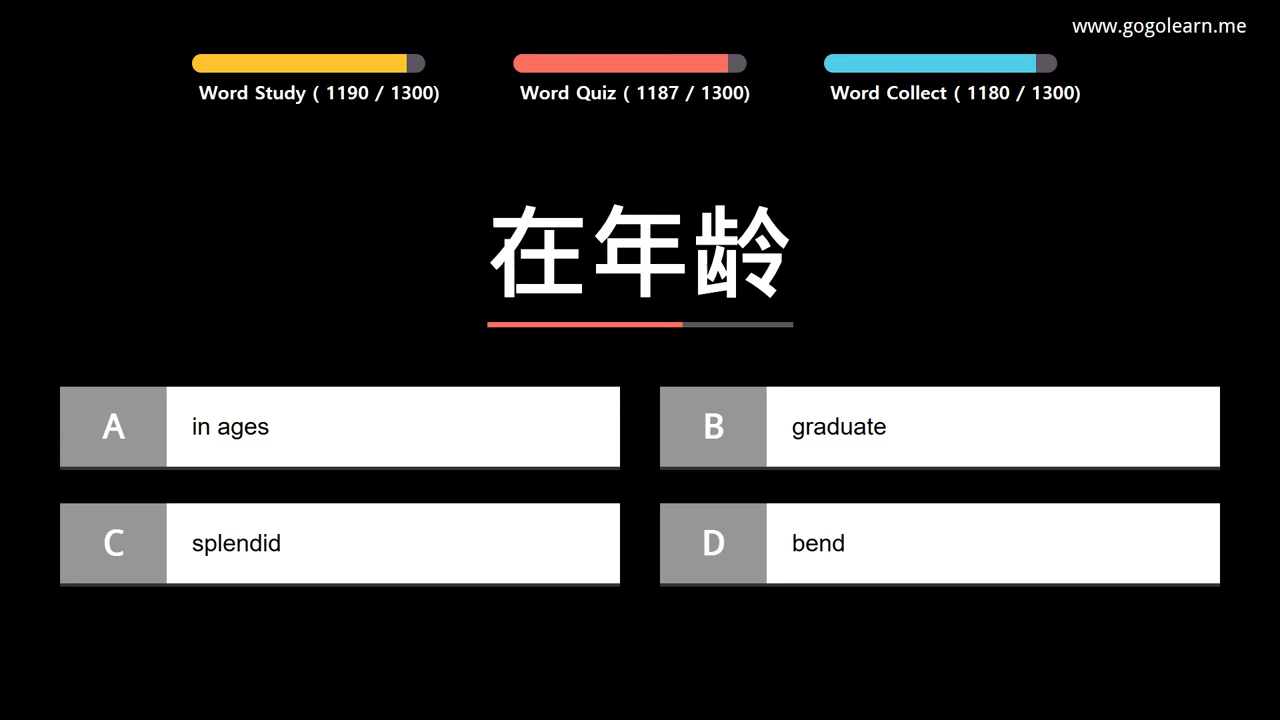 www.gogolearn.me
Word Study ( 1190 / 1300)
Word Quiz ( 1187 / 1300)
Word Collect ( 1180 / 1300)
在年龄
A in ages
B graduate
C splendid
D bend